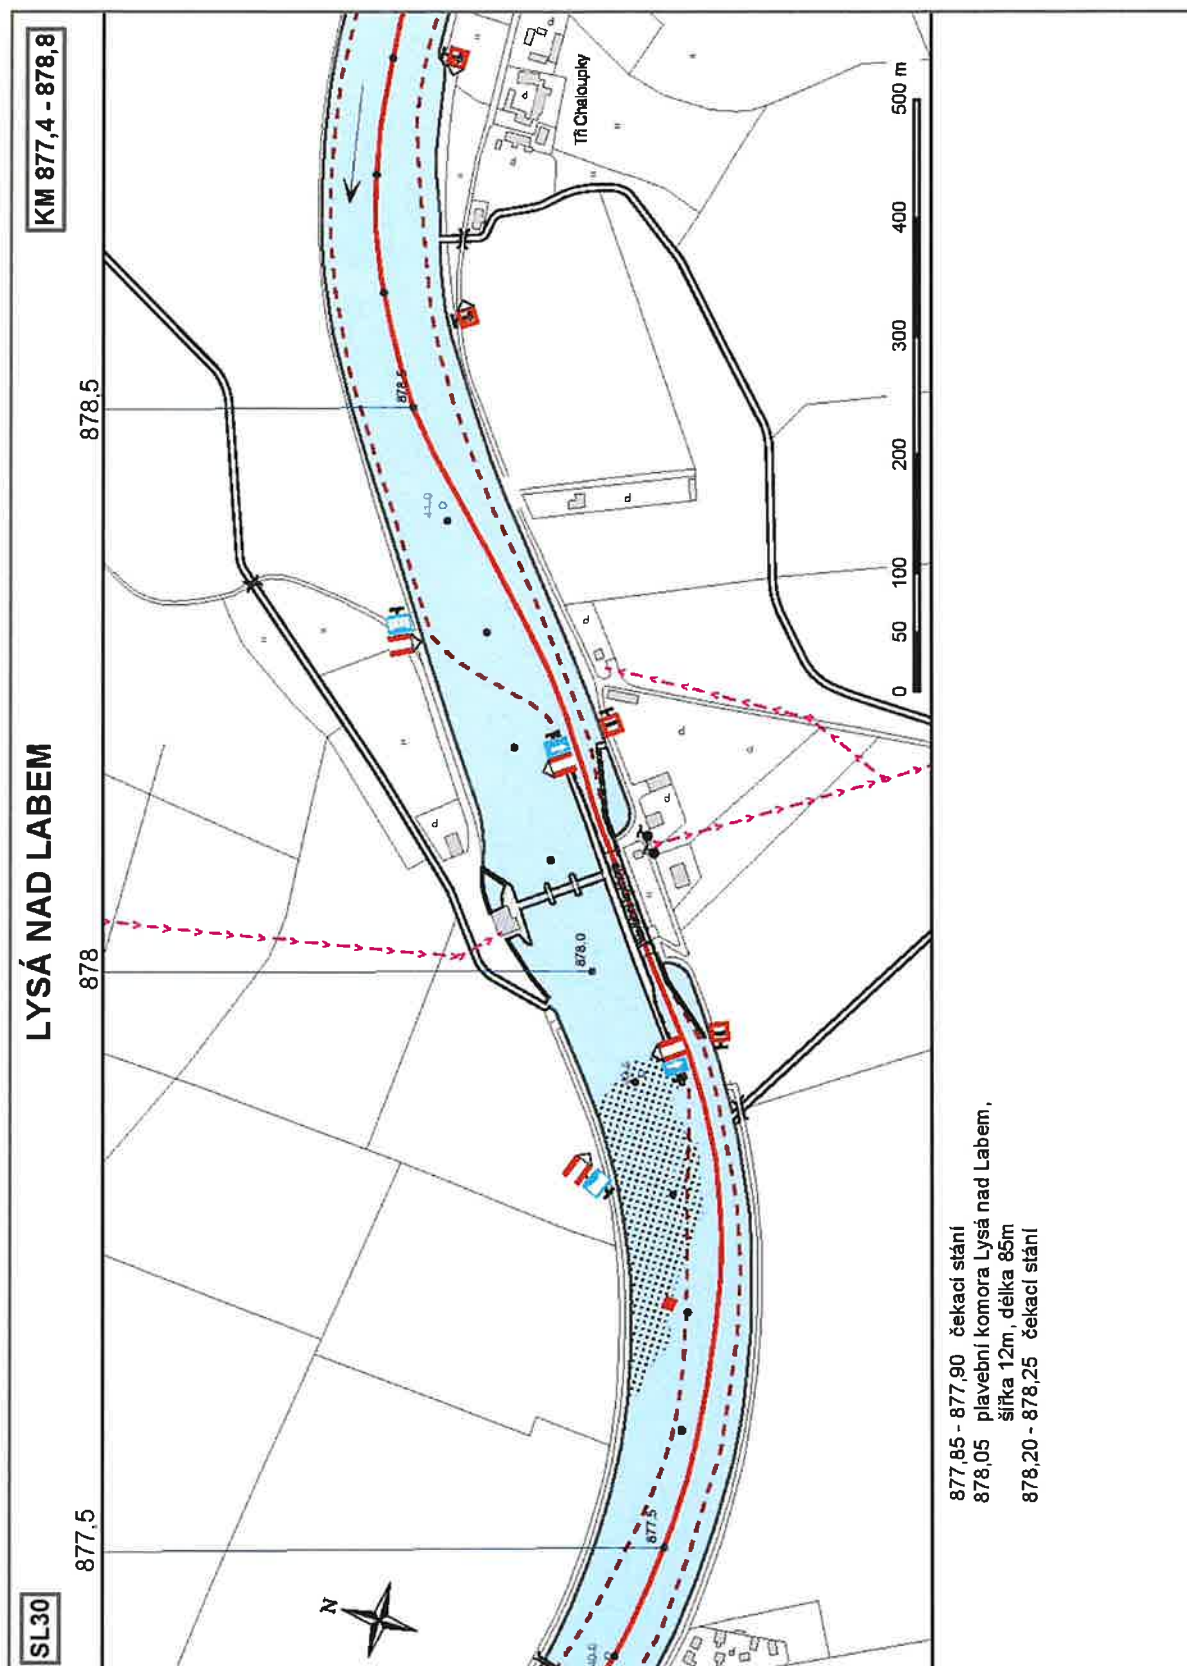 SL30
LYSÁ NAD LABEM
KM 877,4 - 878,8
877.5
878
878.5
N
877.5
878.0
878.5
Tři Chaloupky
0 50 100 200 300 400 500 m
877,85 - 877,90 čekací stání
878,05 plavební komora Lysá nad Labem,
šířka 12m, délka 85m
878,20 - 878,25 čekací stání